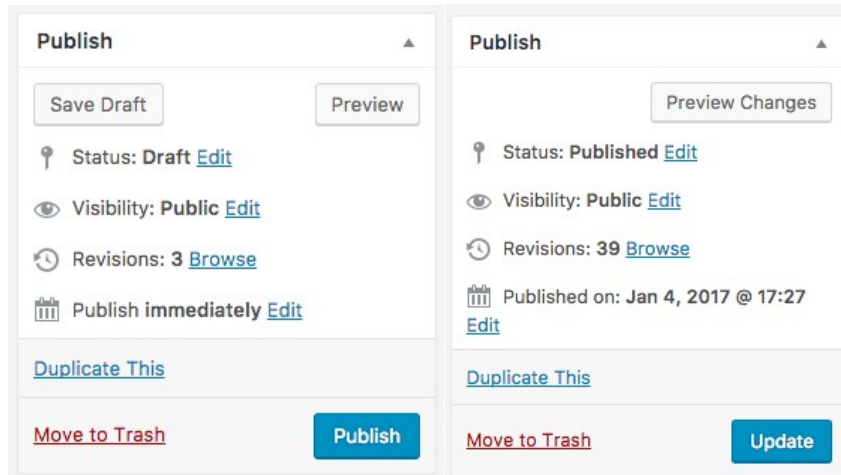 Publish
Save Draft
Preview
Status: Draft Edit
Visibility: Public Edit
Revisions: 3 Browse
Publish immediately Edit
Duplicate This
Move to Trash
Publish
Publish
Preview Changes
Status: Published Edit
Visibility: Public Edit
Revisions: 39 Browse
Published on: Jan 4, 2017 @ 17:27
Edit
Duplicate This
Move to Trash
Update